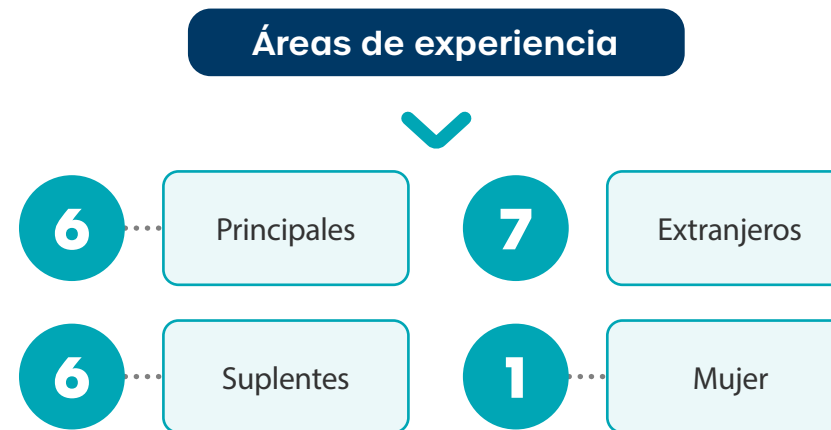 Áreas de experiencia
6 Principales
7 Extranjeros
6 Suplentes
1 Mujer